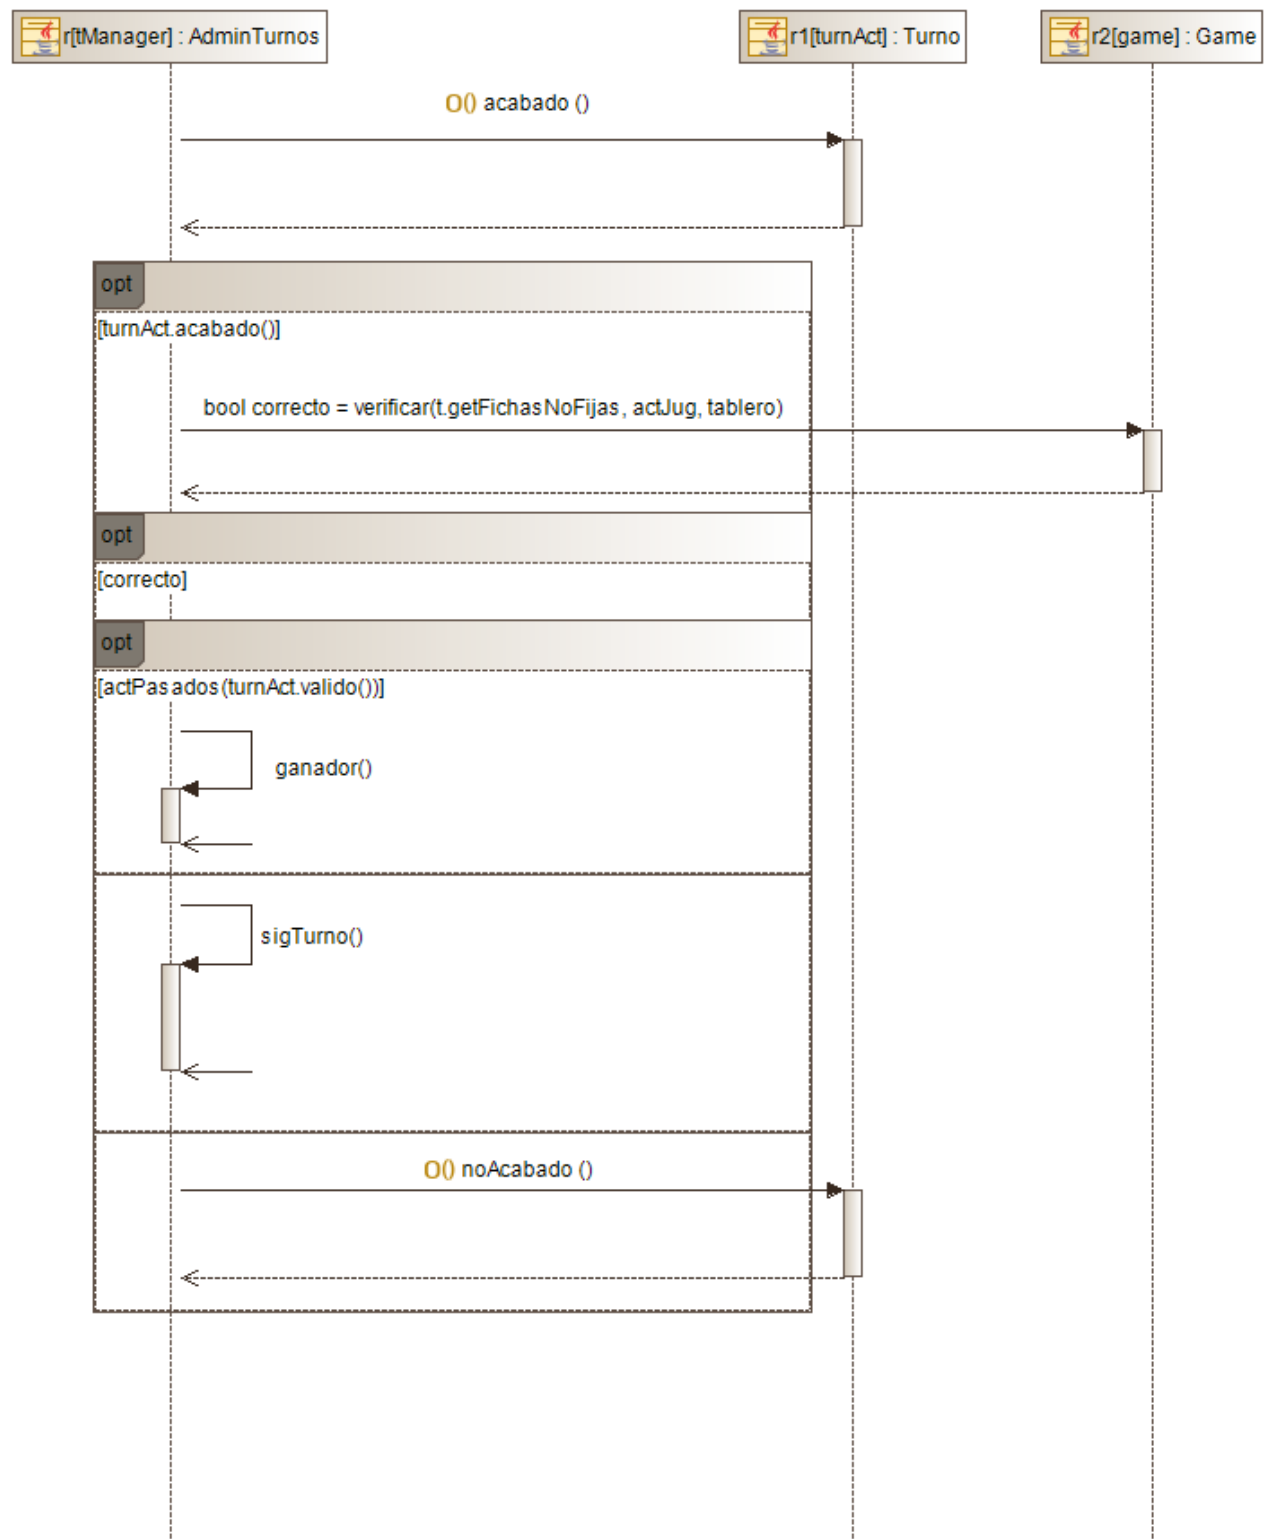 r[tManager] : AdminTurnos
r1[turnAct] : Turno
r2[game] : Game
O() acabado ()
opt
[turnAct.acabado()]
bool correcto = verificar(t.getFichasNoFijas, actJug, tablero)
opt
[correcto]
opt
[actPasados(turnAct.valido())]
ganador()
sigTurno()
O() noAcabado ()